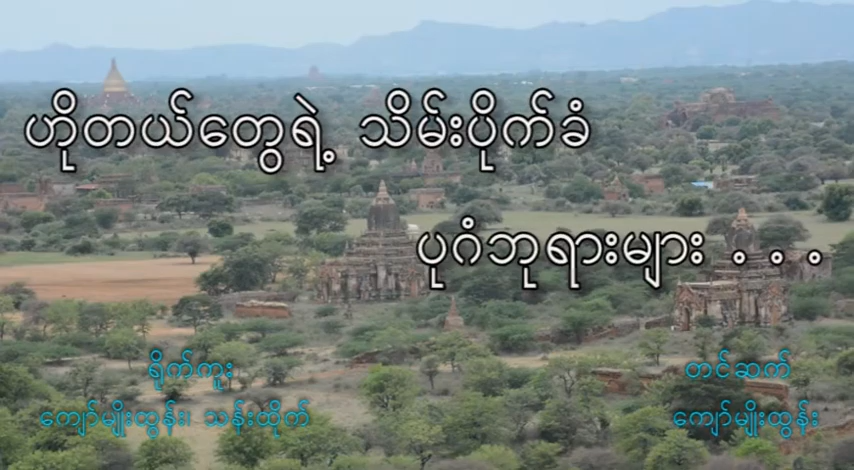 ဟိုတယ်တွေရဲ့ သိမ်းပိုက်ခံ
ပုဂံဘုရားများ . . .
ရိုက်ကူး
ကျော်မျိုးထွန်း၊ သန်းထိုက်
တင်ဆက်
ကျော်မျိုးထွန်း